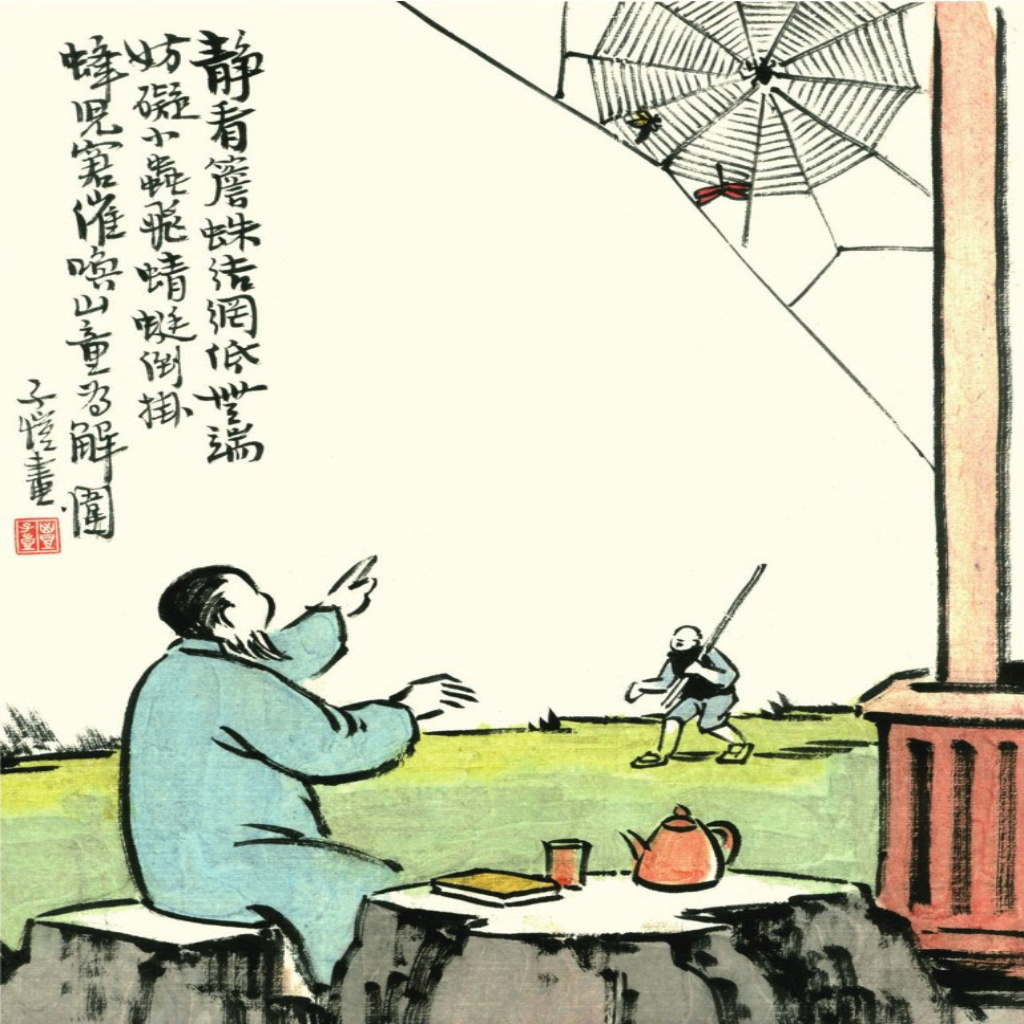 静看簷蛛結網低無端
妨礙小蟲飛蜻蜓倒掛
蜂兒窘催喚山童為解圍
子愷畫